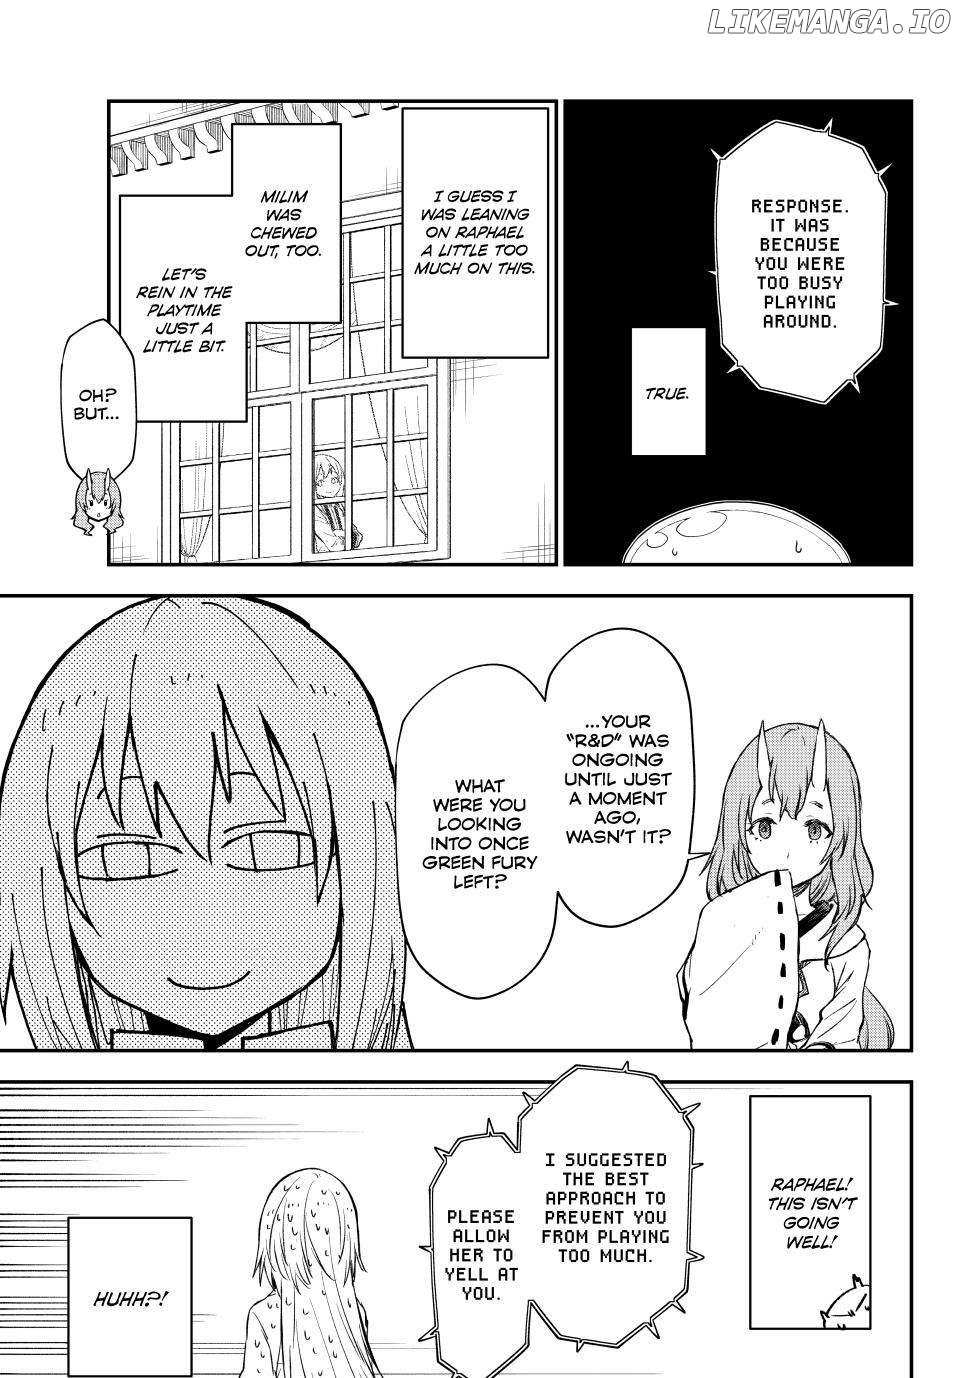 LIKEMANGA.IO
RESPONSE.
IT WAS
BECAUSE
YOU WERE
TOO BUSY
PLAYING
AROUND.
TRUE.
I GUESS I
WAS LEANING
ON RAPHAEL
A LITTLE TOO
MUCH ON THIS.
MILIM
WAS
CHEWED
OUT, TOO.
LET'S
REIN IN THE
PLAYTIME
JUST A
LITTLE BIT.
OH?
BUT...
...YOUR
"R&D" WAS
ONGOING
UNTIL JUST
A MOMENT
AGO,
WASN'T IT?
WHAT
WERE YOU
LOOKING
INTO ONCE
GREEN FURY
LEFT?
RAPHAEL!
THIS ISN'T
GOING
WELL!
I SUGGESTED
THE BEST
APPROACH TO
PREVENT YOU
FROM PLAYING
TOO MUCH.
PLEASE
ALLOW
HER TO
YELL AT
YOU.
HUHH?!